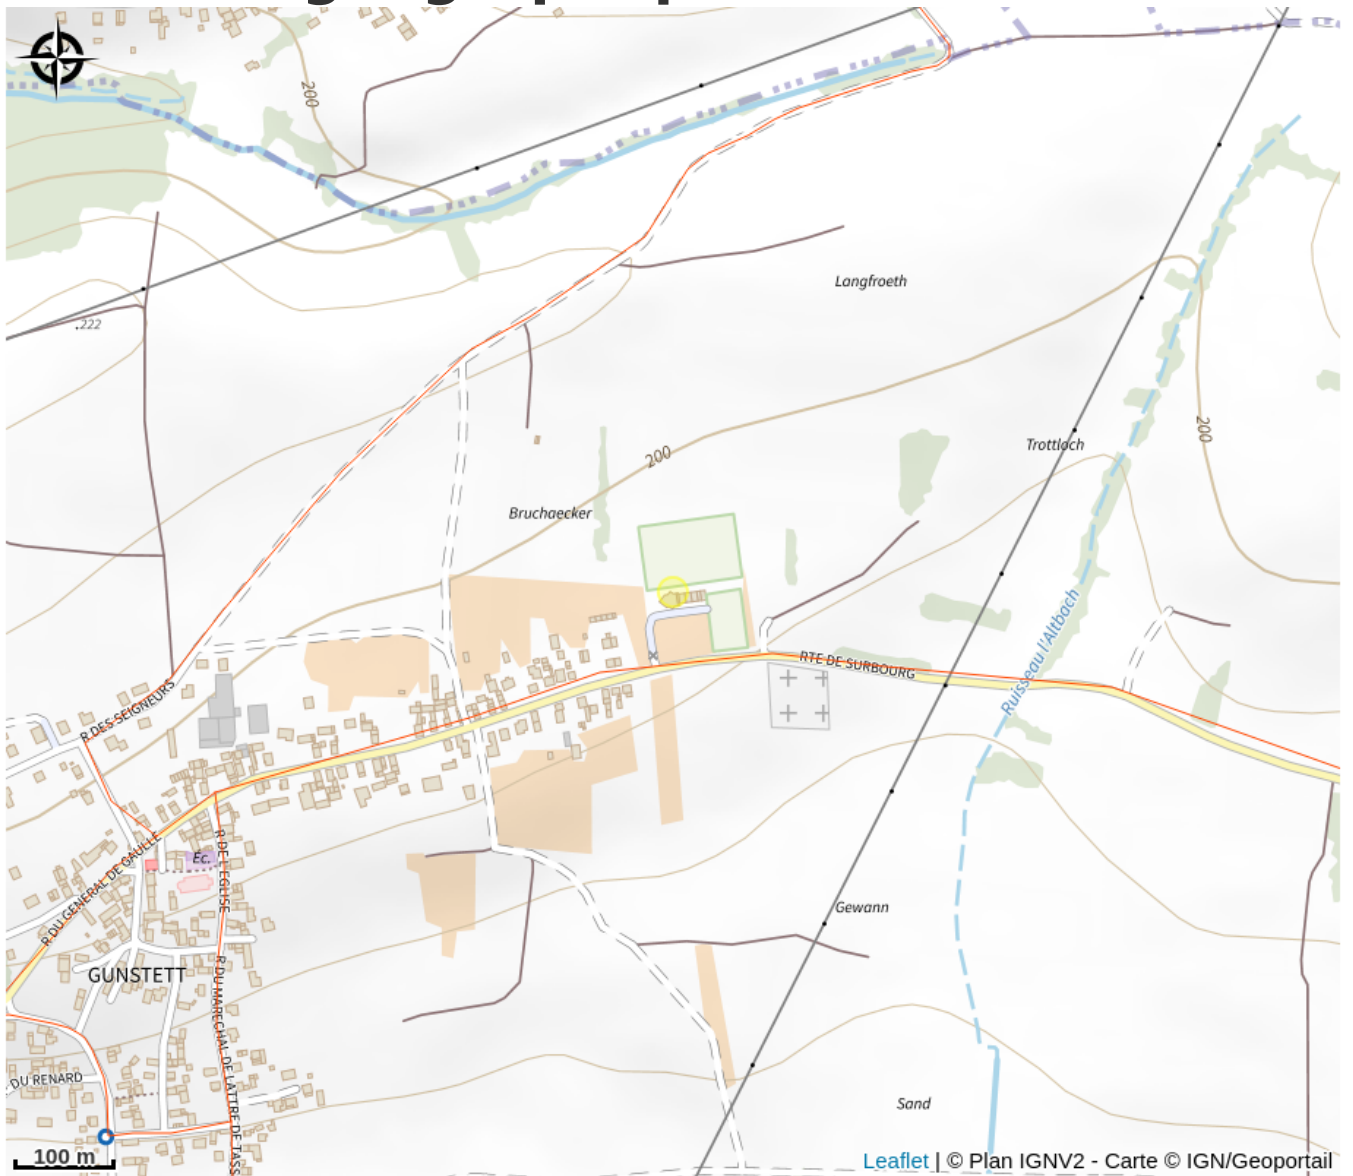 200
.222
Langfroeth
Trottloch
200
200
Bruchaecker
RTE DE SURBOURG
Ruisseau l'Altbach
R DES SEIGNEURS
R DU GENERAL DE GAULLE
Éc.
R DE L'EGLISE
GUNSTETT
R DU MARECHAL DE LATTRE DE TASS
Gewann
DU RENARD
Sand
100 m
Leaflet | © Plan IGNV2 - Carte © IGN/Geoportail